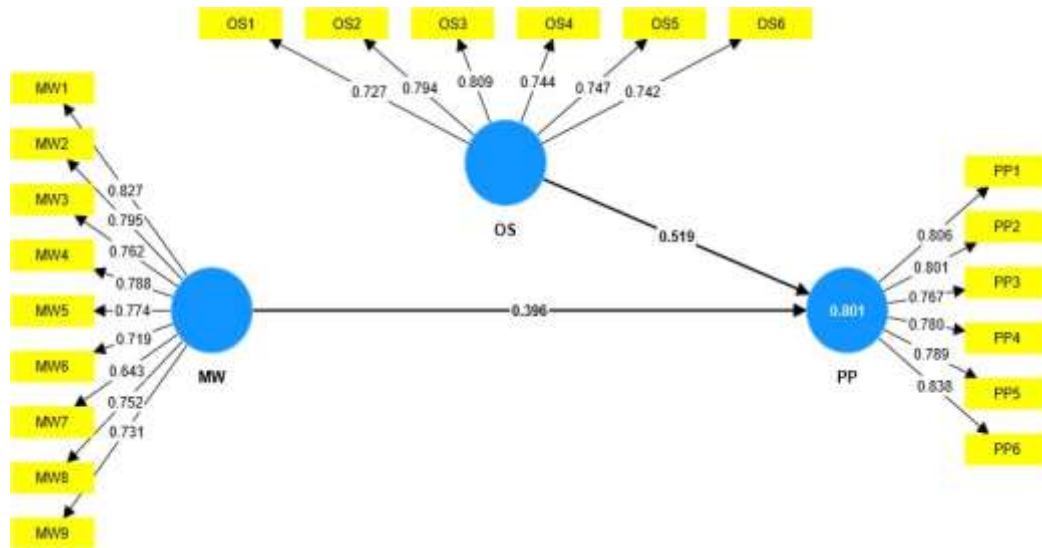 OS1 OS2 OS3 OS4 OS5 OS6
0.727 0.794 0.809 0.744 0.747 0.742
OS
MW1
MW2
MW3
MW4
MW5
MW6
MW7
MW8
MW9
0.827
0.795
0.762
0.788
0.774
0.719
0.643
0.752
0.731
MW
0.519
0.396
0.801
PP
0.806
0.801
0.767
0.780
0.789
0.838
PP1
PP2
PP3
PP4
PP5
PP6